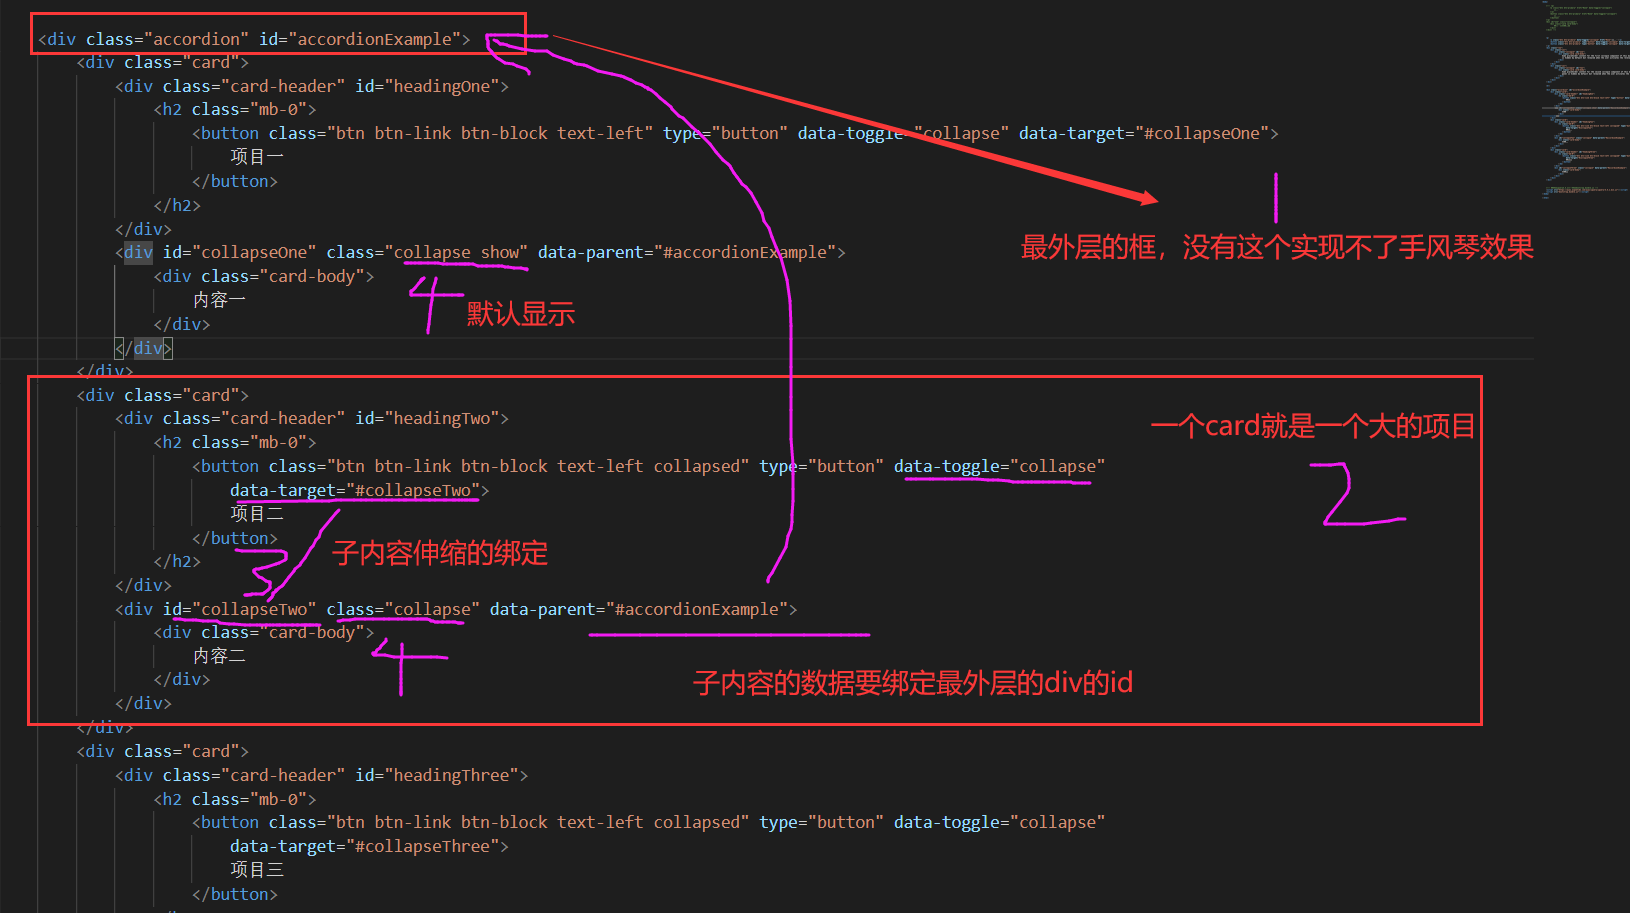 <div class="accordion" id="accordionExample">
<div class="card">
<div class="card-header" id="headingOne">
<h2 class="mb-0">
<button class="btn btn-link btn-block text-left" type="button" data-toggle="collapse" data-target="#collapseOne">
项目一
</button>
1
</h2>
</div>
最外层的框，没有这个实现不了手风琴效果
<div id="collapseOne" class="collapse show" data-parent="#accordionExample">
<div class="card-body">
内容一
4 默认显示
</div>
</div>
</div>
<div class="card">
<div class="card-header" id="headingTwo">
一个card就是一个大的项目
<h2 class="mb-0">
<button class="btn btn-link btn-block text-left collapsed" type="button" data-toggle="collapse"
data-target="#collapseTwo">
2
项目二
</button>
3 子内容伸缩的绑定
</h2>
</div>
<div id="collapseTwo" class="collapse" data-parent="#accordionExample">
<div class="card-body">
内容二
4
</div>
子内容的数据要绑定最外层的div的id
</div>
</div>
<div class="card">
<div class="card-header" id="headingThree">
<h2 class="mb-0">
<button class="btn btn-link btn-block text-left collapsed" type="button" data-toggle="collapse"
data-target="#collapseThree">
项目三
</button>